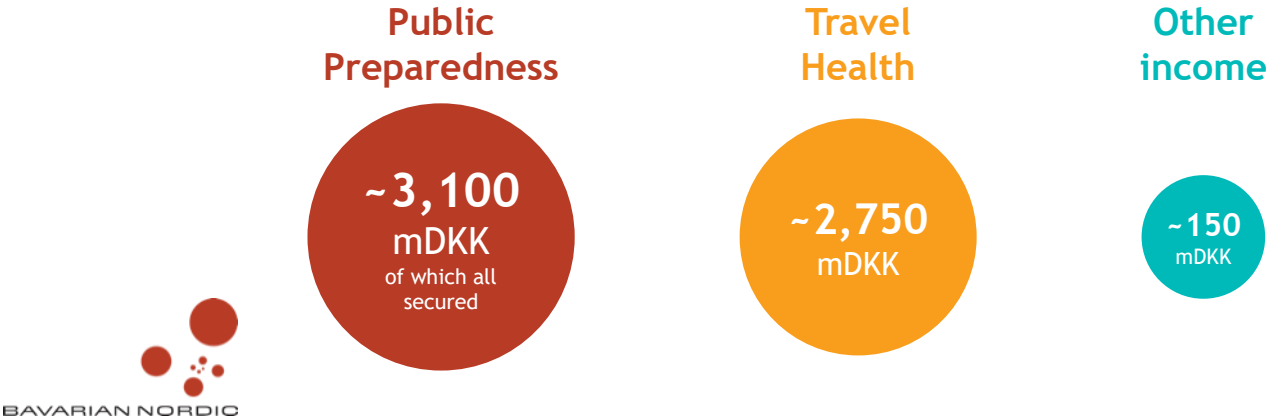 Public
Preparedness
~3,100
mDKK
of which all
secured
Travel
Health
~2,750
mDKK
Other
income
~150
mDKK
BAVARIAN NORDIC